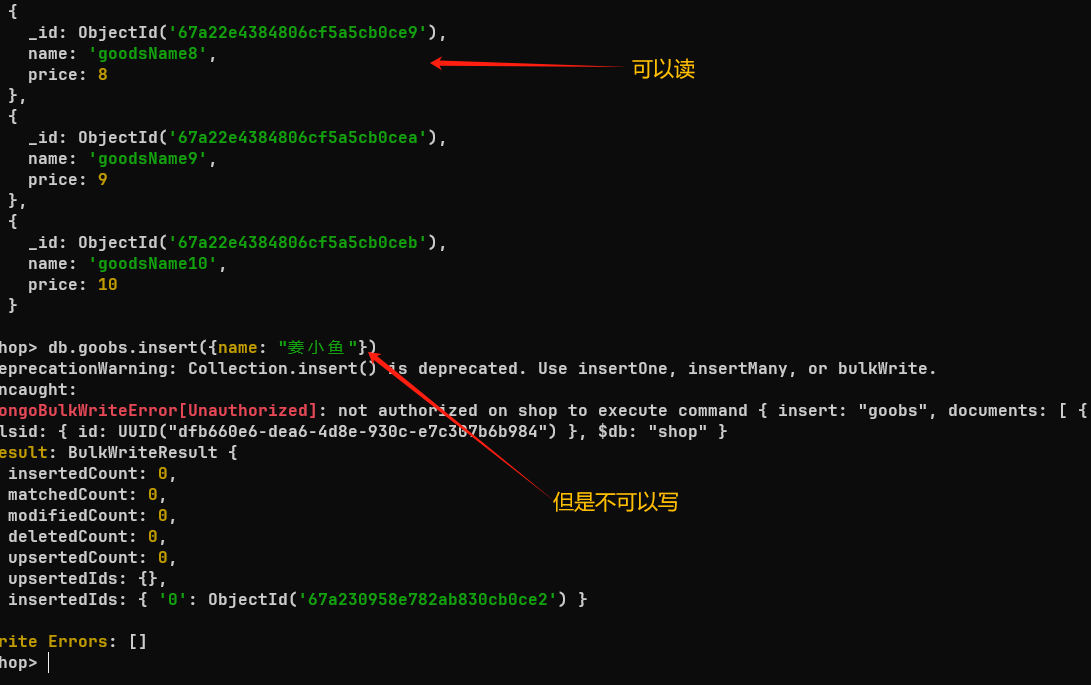 {
_id: ObjectId('67a22e4384806cf5a5cb0ce9'),
name: 'goodsName8',
price: 8
可以读
},
{
_id: ObjectId('67a22e4384806cf5a5cb0cea'),
name: 'goodsName9',
price: 9
},
{
_id: ObjectId('67a22e4384806cf5a5cb0ceb'),
name: 'goodsName10',
price: 10
}
hop> db.goobs.insert({name: "姜小鱼"})
eprecationWarning: Collection.insert() is deprecated. Use insertOne, insertMany, or bulkWrite.
ncaught:
ongoBulkWriteError[Unauthorized]: not authorized on shop to execute command { insert: "goobs", documents: [ {
lsid: { id: UUID("dfb660e6-dea6-4d8e-930c-e7c307b6b984") }, $db: "shop" }
esult: BulkWriteResult {
insertedCount: 0,
matchedCount: 0,
但是不可以写
modifiedCount: 0,
deletedCount: 0,
upsertedCount: 0,
upsertedIds: {},
insertedIds: { '0': ObjectId('67a230958e782ab830cb0ce2') }
rite Errors: []
hop>